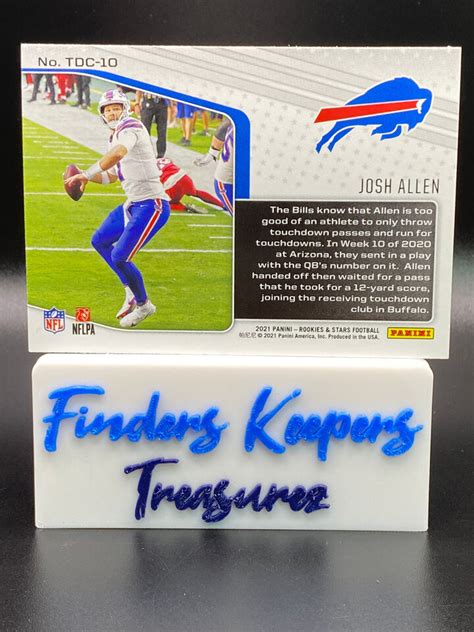 No. TDC-10
JOSH ALLEN
The Bills know that Allen is too
good of an athlete to only throw
touchdown passes and run for
touchdowns. In Week 10 of 2020
at Arizona, they sent in a play
with the QB's number on it. Allen
handed off then waited for a pass
that he took for a 12-yard score,
joining the receiving touchdown
club in Buffalo.
NFL NFLPA
2021 PANINI – ROOKIES & STARS FOOTBALL
帕尼尼 © 2021 Panini America, Inc. Produced in the USA.
PANINI
Finders Keepers
Treasurez